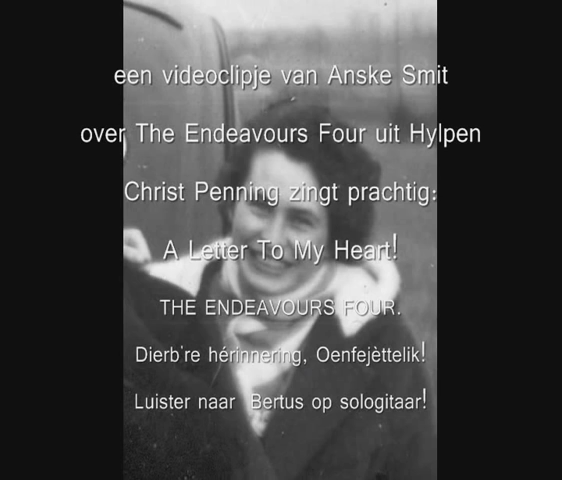 een videoclipje van Anske Smit
over The Endeavours Four uit Hylpen
Christ Penning zingt prachtig:
A Letter To My Heart!
THE ENDEAVOURS FOUR.
Dierb're hérinnering, Oenfejèttelik!
Luister naar Bertus op sologitaar!